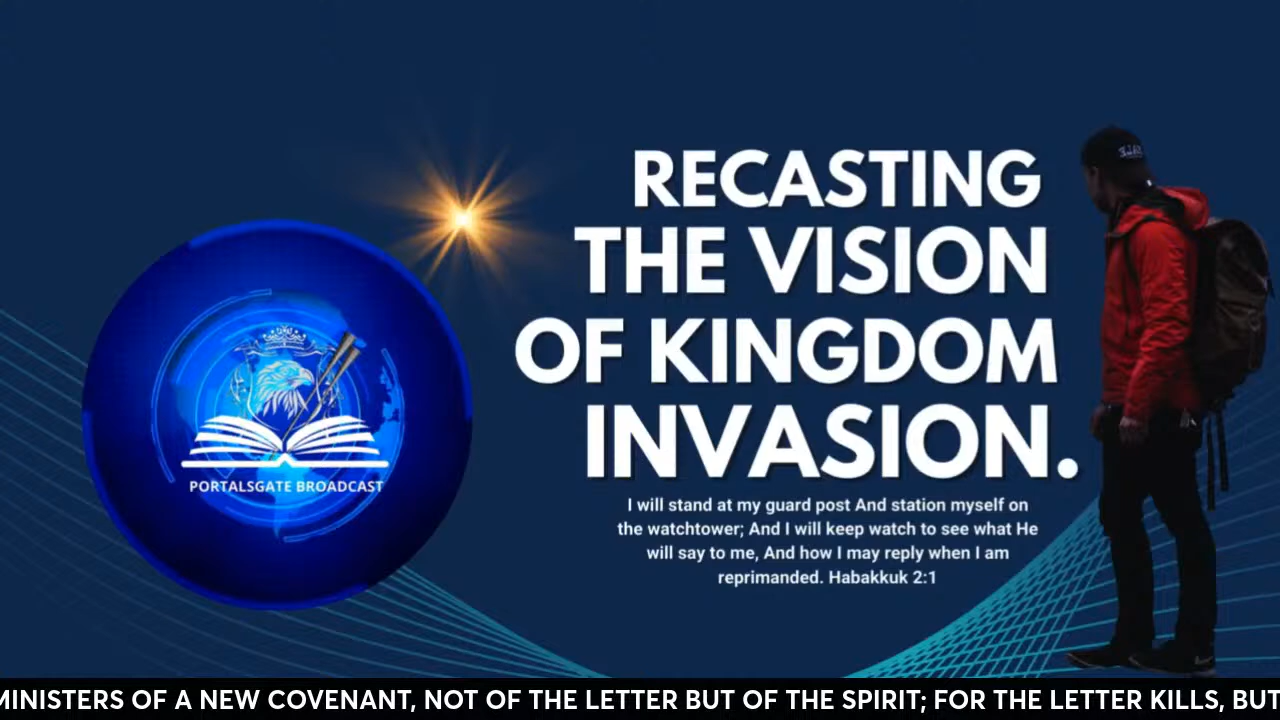 RECASTING
THE VISION
OF KINGDOM
INVASION.
I will stand at my guard post And station myself on
the watchtower; And I will keep watch to see what He
will say to me, And how I may reply when I am
reprimanded. Habakkuk 2:1
PORTALSGATE BROADCAST
MINISTERS OF A NEW COVENANT, NOT OF THE LETTER BUT OF THE SPIRIT; FOR THE LETTER KILLS, BUT